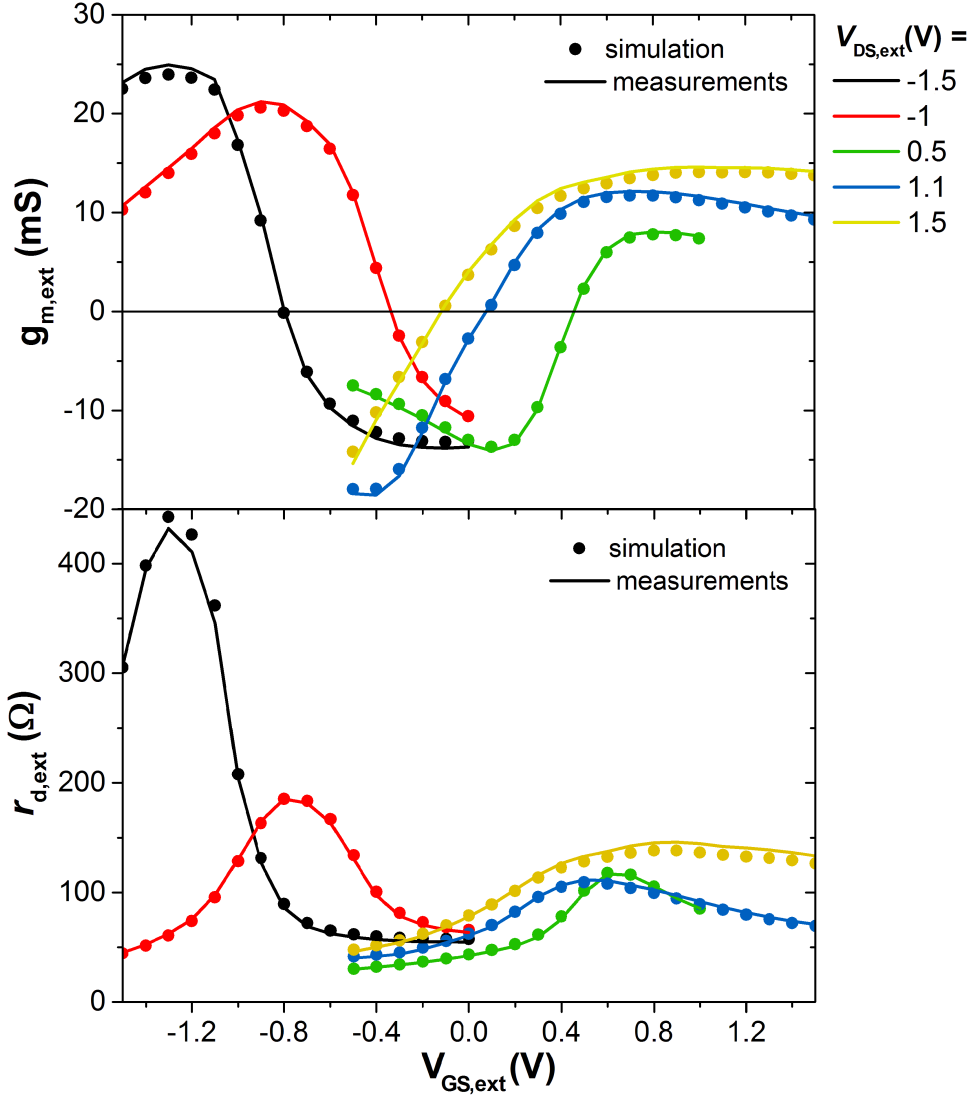 simulation
measurements
V_DS,ext(V) =
-1.5
-1
0.5
1.1
1.5
30
25
20
10
0
-10
-20
g_m,ext (mS)
simulation
measurements
400
300
200
100
0
r_d,ext (Ω)
-1.2 -0.8 -0.4 0.0 0.4 0.8 1.2
V_GS,ext(V)